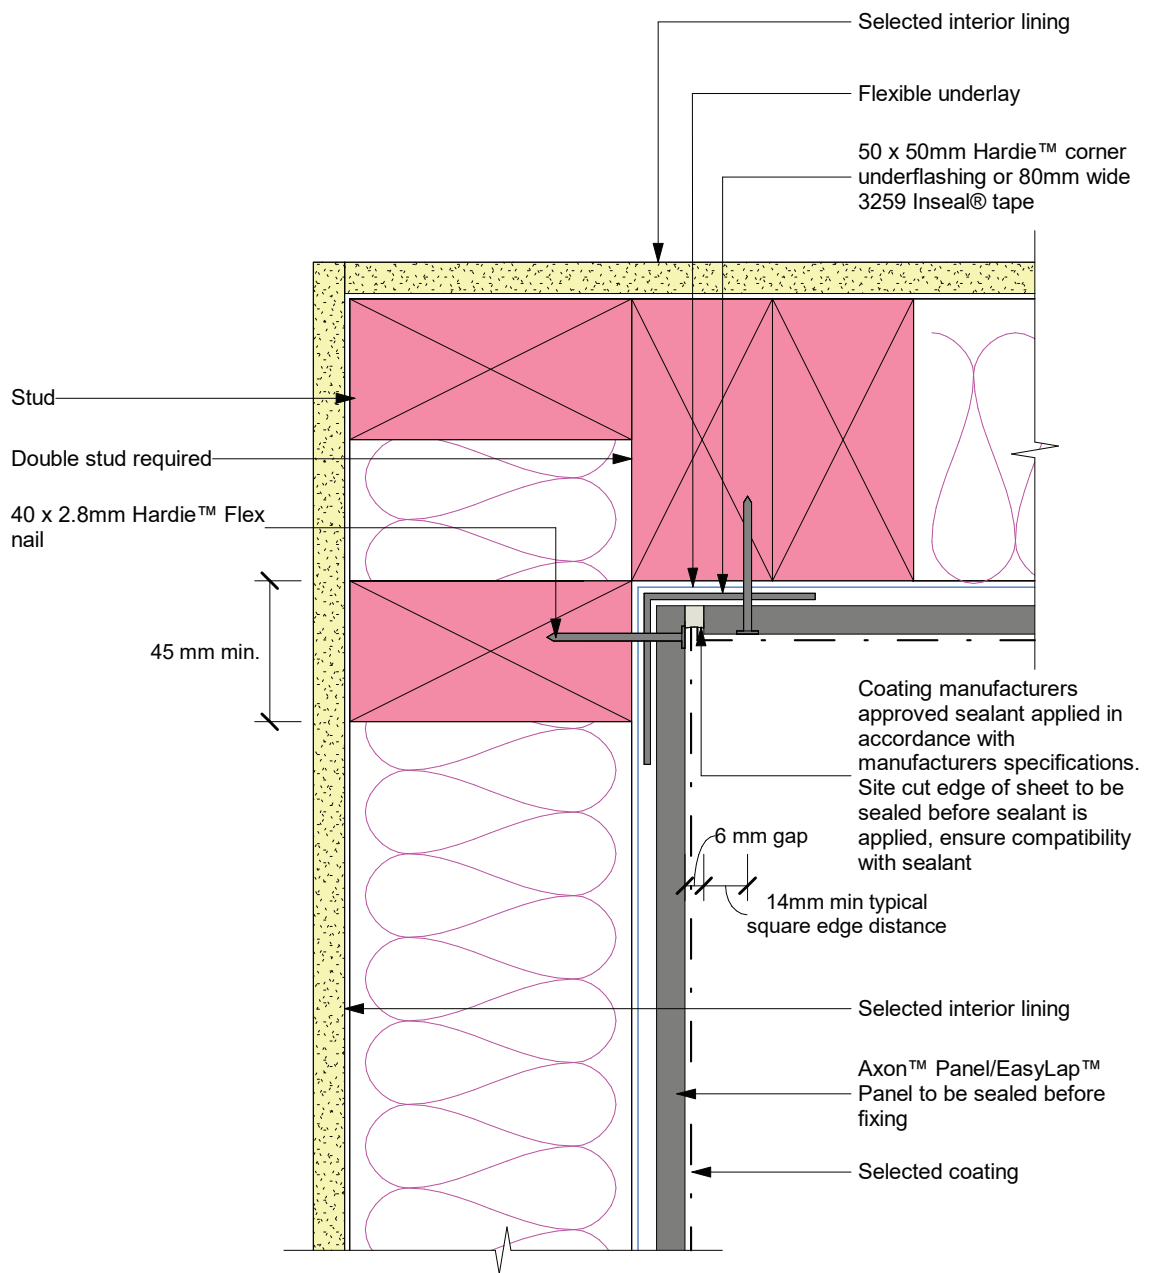 Selected interior lining
Flexible underlay
50 x 50mm Hardie™ corner
underflashing or 80mm wide
3259 Inseal® tape
Stud
Double stud required
40 x 2.8mm Hardie™ Flex
nail
45 mm min.
Coating manufacturers
approved sealant applied in
accordance with
manufacturers specifications.
Site cut edge of sheet to be
sealed before sealant is
applied, ensure compatibility
with sealant
6 mm gap
14mm min typical
square edge distance
Selected interior lining
Axon™ Panel/EasyLap™
Panel to be sealed before
fixing
Selected coating